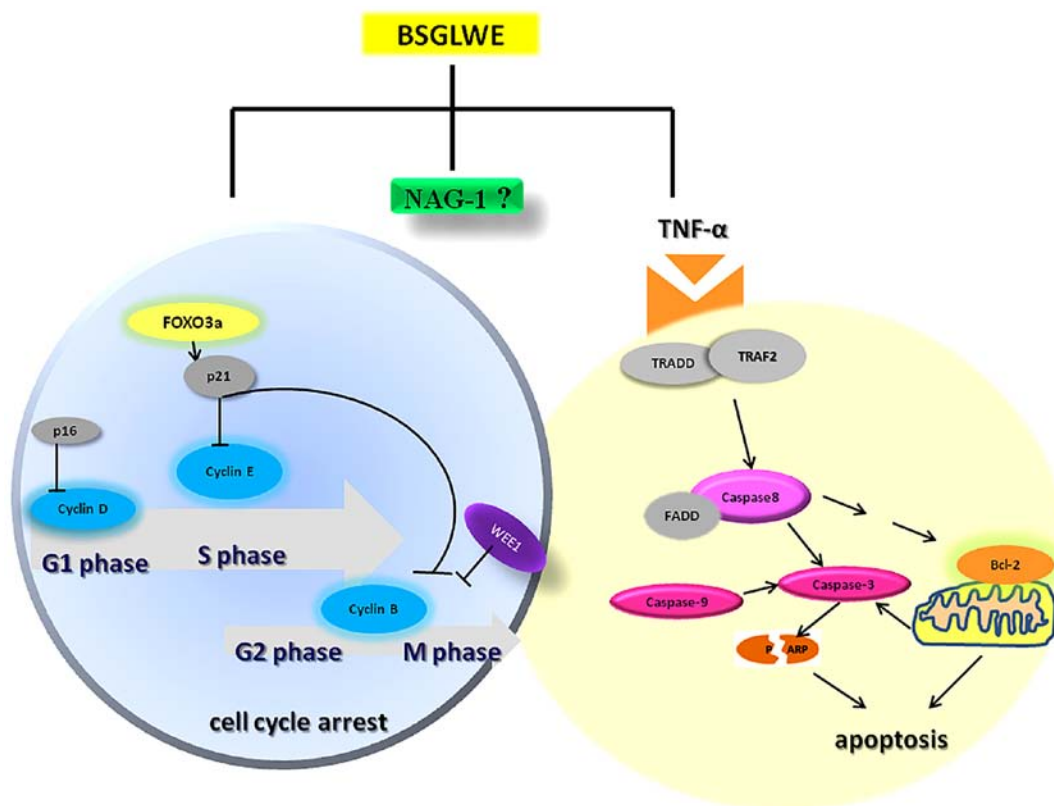 BSGLWE
NAG-1 ?
TNF-α
FOXO3a
p21
p16
Cyclin E
Cyclin D
G1 phase
S phase
WEE1
Cyclin B
G2 phase
M phase
cell cycle arrest
TRADD
TRAF2
Caspase8
FADD
Bcl-2
Caspase-3
Caspase-9
P ARP
apoptosis